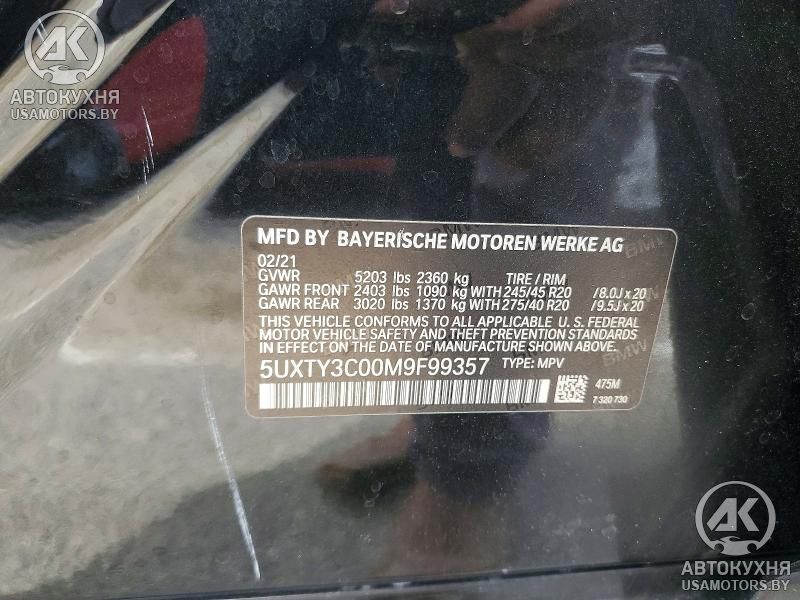 AK
АВТОКУХНЯ
USAMOTORS.BY
MFD BY BAYERISCHE MOTOREN WERKE AG
02/21
GVWR 5203 lbs 2360 kg TIRE / RIM
GAWR FRONT 2403 lbs 1090 kg WITH 245/45 R20 /8.0J x 20
GAWR REAR 3020 lbs 1370 kg WITH 275/40 R20 /9.5J x 20
THIS VEHICLE CONFORMS TO ALL APPLICABLE U. S. FEDERAL
MOTOR VEHICLE SAFETY AND THEFT PREVENTION STANDARDS
IN EFFECT ON THE DATE OF MANUFACTURE SHOWN ABOVE.
5UXTY3C00M9F99357 TYPE: MPV
475M
7 320 730
BMW
AK
АВТОКУХНЯ
USAMOTORS.BY